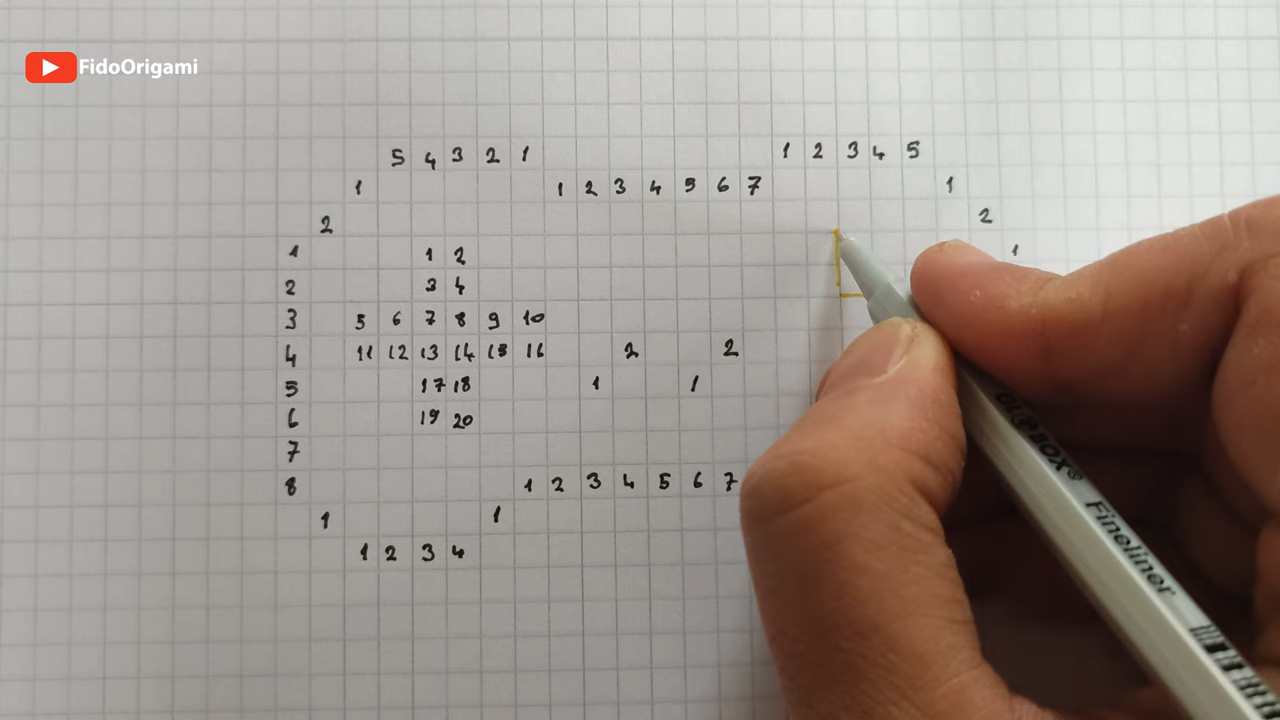 FidoOrigami
5 4 3 2 1 1 2 3 4 5
1 1 2 3 4 5 6 7 1
2 2
1 1 2 1
2 3 4
3 5 6 7 8 9 10
4 11 12 13 14 15 16 2 2
5 17 18 1 1
6 19 20
7
8 1 2 3 4 5 6 7
1 1
1 2 3 4
GLOBOX® Fineliner